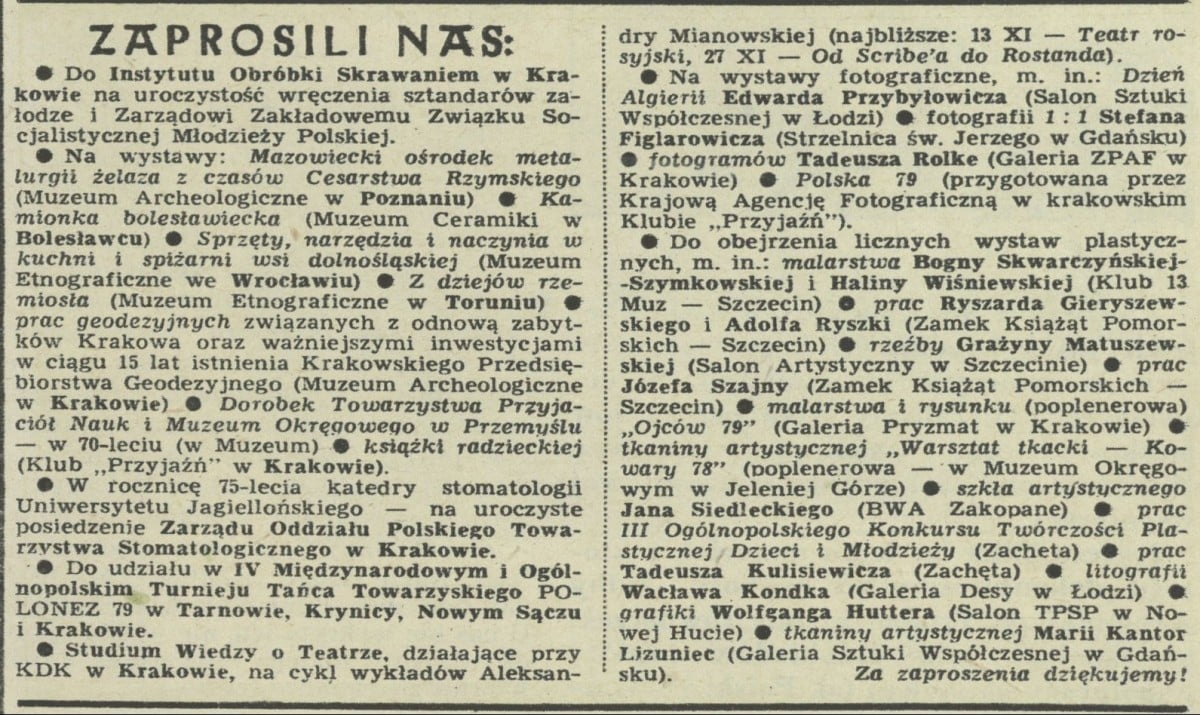 ZAPROSILI NAS:
● Do Instytutu Obróbki Skrawaniem w Kra-
kowie na uroczystość wręczenia sztandarów za-
łodze i Zarządowi Zakładowemu Związku So-
cjalistycznej Młodzieży Polskiej.
● Na wystawy: Mazowiecki ośrodek meta-
lurgii żelaza z czasów Cesarstwa Rzymskiego
(Muzeum Archeologiczne w Poznaniu) ● Ka-
mionka bolesławiecka (Muzeum Ceramiki w
Bolesławcu) ● Sprzęty, narzędzia i naczynia w
kuchni i spiżarni wsi dolnośląskiej (Muzeum
Etnograficzne we Wrocławiu) ● Z dziejów rze-
miosła (Muzeum Etnograficzne w Toruniu) ●
prac geodezyjnych związanych z odnową zabyt-
ków Krakowa oraz ważniejszymi inwestycjami
w ciągu 15 lat istnienia Krakowskiego Przedsię-
biorstwa Geodezyjnego (Muzeum Archeologiczne
w Krakowie) ● Dorobek Towarzystwa Przyja-
ciół Nauk i Muzeum Okręgowego w Przemyślu
— w 70-leciu (w Muzeum) ● książki radzieckiej
(Klub „Przyjaźń" w Krakowie).
● W rocznicę 75-lecia katedry stomatologii
Uniwersytetu Jagiellońskiego — na uroczyste
posiedzenie Zarządu Oddziału Polskiego Towa-
rzystwa Stomatologicznego w Krakowie.
● Do udziału w IV Międzynarodowym i Ogól-
nopolskim Turnieju Tańca Towarzyskiego PO-
LONEZ 79 w Tarnowie, Krynicy, Nowym Sączu
i Krakowie.
● Studium Wiedzy o Teatrze, działające przy
KDK w Krakowie, na cykl wykładów Aleksan-
dry Mianowskiej (najbliższe: 13 XI — Teatr ro-
syjski, 27 XI — Od Scribe'a do Rostanda).
● Na wystawy fotograficzne, m. in.: Dzień
Algierii Edwarda Przybyłowicza (Salon Sztuki
Współczesnej w Łodzi) ● fotografii 1 : 1 Stefana
Figlarowicza (Strzelnica św. Jerzego w Gdańsku)
● fotogramów Tadeusza Rolke (Galeria ZPAF w
Krakowie) ● Polska 79 (przygotowana przez
Krajową Agencję Fotograficzną w krakowskim
Klubie „Przyjaźń").
● Do obejrzenia licznych wystaw plastycz-
nych, m. in.: malarstwa Bogny Skwarczyńskiej-
-Szymkowskiej i Haliny Wiśniewskiej (Klub 13
Muz — Szczecin) ● prac Ryszarda Gieryszew-
skiego i Adolfa Ryszki (Zamek Książąt Pomor-
skich — Szczecin) ● rzeźby Grażyny Matuszew-
skiej (Salon Artystyczny w Szczecinie) ● prac
Józefa Szajny (Zamek Książąt Pomorskich —
Szczecin) ● malarstwa i rysunku (poplenerowa)
„Ojców 79" (Galeria Pryzmat w Krakowie) ●
tkaniny artystycznej „Warsztat tkacki — Ko-
wary 78" (poplenerowa — w Muzeum Okręgo-
wym w Jeleniej Górze) ● szkła artystycznego
Jana Siedleckiego (BWA Zakopane) ● prac
III Ogólnopolskiego Konkursu Twórczości Pla-
stycznej Dzieci i Młodzieży (Zacheta) ● prac
Tadeusza Kulisiewicza (Zachęta) ● litografii
Wacława Kondka (Galeria Desy w Łodzi) ●
grafiki Wolfganga Huttera (Salon TPSP w No-
wej Hucie) ● tkaniny artystycznej Marii Kantor
Lizuniec (Galeria Sztuki Współczesnej w Gdań-
sku). Za zaproszenia dziękujemy!